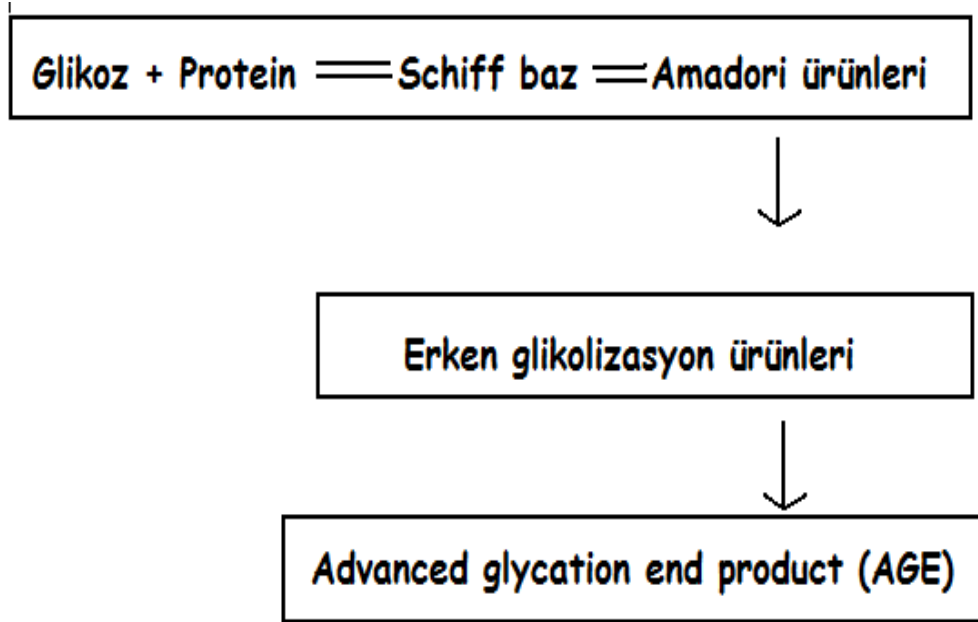 Glikoz + Protein == Schiff baz == Amadori ürünleri
Erken glikolizasyon ürünleri
Advanced glycation end product (AGE)